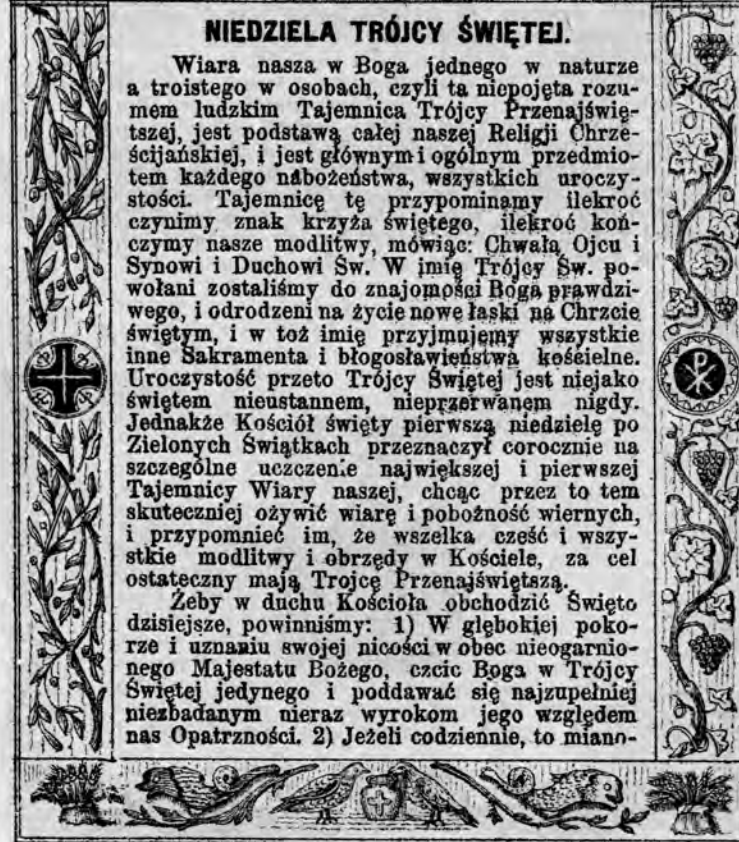 NIEDZIELA TRÓJCY ŚWIĘTEJ.
Wiara nasza w Boga jednego w naturze
a troistego w osobach, czyli ta niepojęta rozu-
mem ludzkim Tajemnica Trójcy Przenajświę-
tszej, jest podstawą całej naszej Religji Chrze-
ścijańskiej, i jest głównym i ogólnym przedmio-
tem każdego nabożeństwa, wszystkich uroczy-
stości. Tajemnicę tę przypominamy ilekroć
czynimy znak krzyża świętego, ilekroć koń-
czymy nasze modlitwy, mówiąc: Chwała Ojcu i
Synowi i Duchowi Św. W imię Trójcy Św. po-
wołani zostaliśmy do znajomości Boga prawdzi-
wego, i odrodzeni na życie nowe łaski na Chrzcie
świętym, i w toż imię przyjmujemy wszystkie
inne Sakramenta i błogosławieństwa kościelne.
Uroczystość przeto Trójcy Świętej jest niejako
świętem nieustannem, nieprzerwanem nigdy.
Jednakże Kościół święty pierwszą niedzielę po
Zielonych Świątkach przeznaczył corocznie na
szczególne uczczenie największej i pierwszej
Tajemnicy Wiary naszej, chcąc przez to tem
skuteczniej ożywić wiarę i pobożność wiernych,
i przypomnieć im, że wszelka cześć i wszy-
stkie modlitwy i obrzędy w Kościele, za cel
ostateczny mają Trojcę Przenajświętszą.
Żeby w duchu Kościoła obchodzić Święto
dzisiejsze, powinniśmy: 1) W głębokiej poko-
rze i uznaniu swojej nicości w obec nieogarnio-
nego Majestatu Bożego, czcic Boga w Trójcy
Świętej jedynego i poddawać się najzupełniej
niezbadanym nieraz wyrokom jego względem
nas Opatrzności. 2) Jeżeli codziennie, to miano-